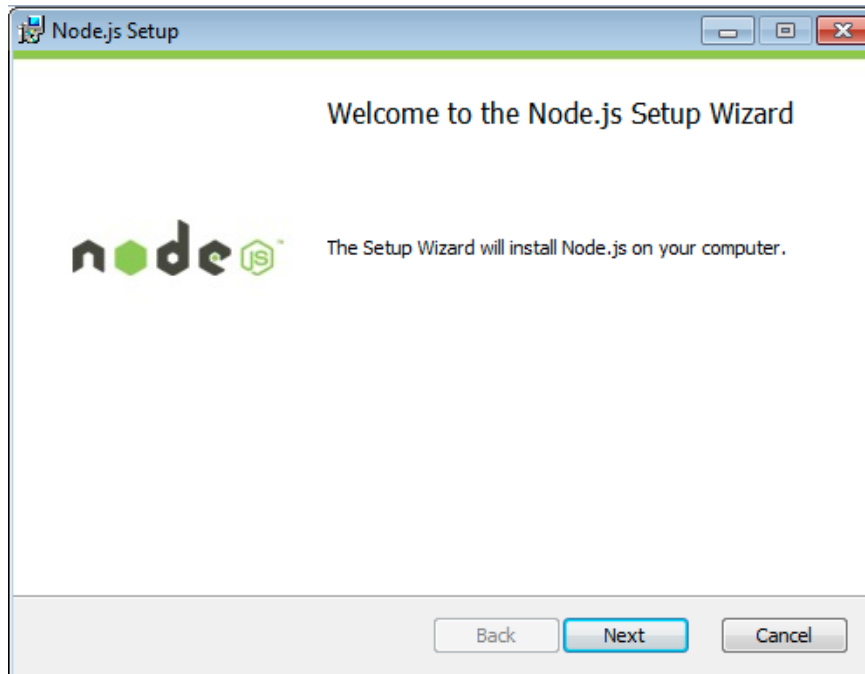 Node.js Setup
Welcome to the Node.js Setup Wizard
node JS™
The Setup Wizard will install Node.js on your computer.
Back Next Cancel